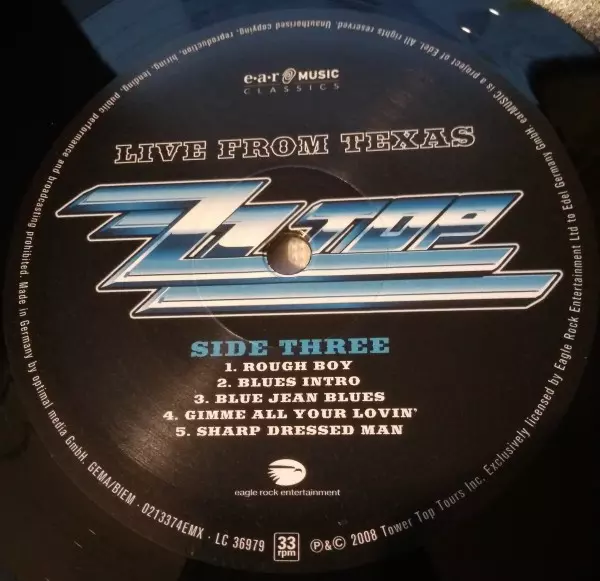 e·a·r MUSIC
CLASSICS
LIVE FROM TEXAS
ZZ TOP
SIDE THREE
1. ROUGH BOY
2. BLUES INTRO
3. BLUE JEAN BLUES
4. GIMME ALL YOUR LOVIN'
5. SHARP DRESSED MAN
eagle rock entertainment
33
rpm
℗&© 2008 Tower Top Tours Inc. Exclusively licensed by Eagle Rock Entertainment Ltd to Edel Germany GmbH. earMUSIC is a project of Edel. All rights reserved. Unauthorised copying, reproduction, hiring, lending, public performance and broadcasting prohibited. Made in Germany by optimal media GmbH. GEMA/BIEM · 0213374EMX · LC 36979